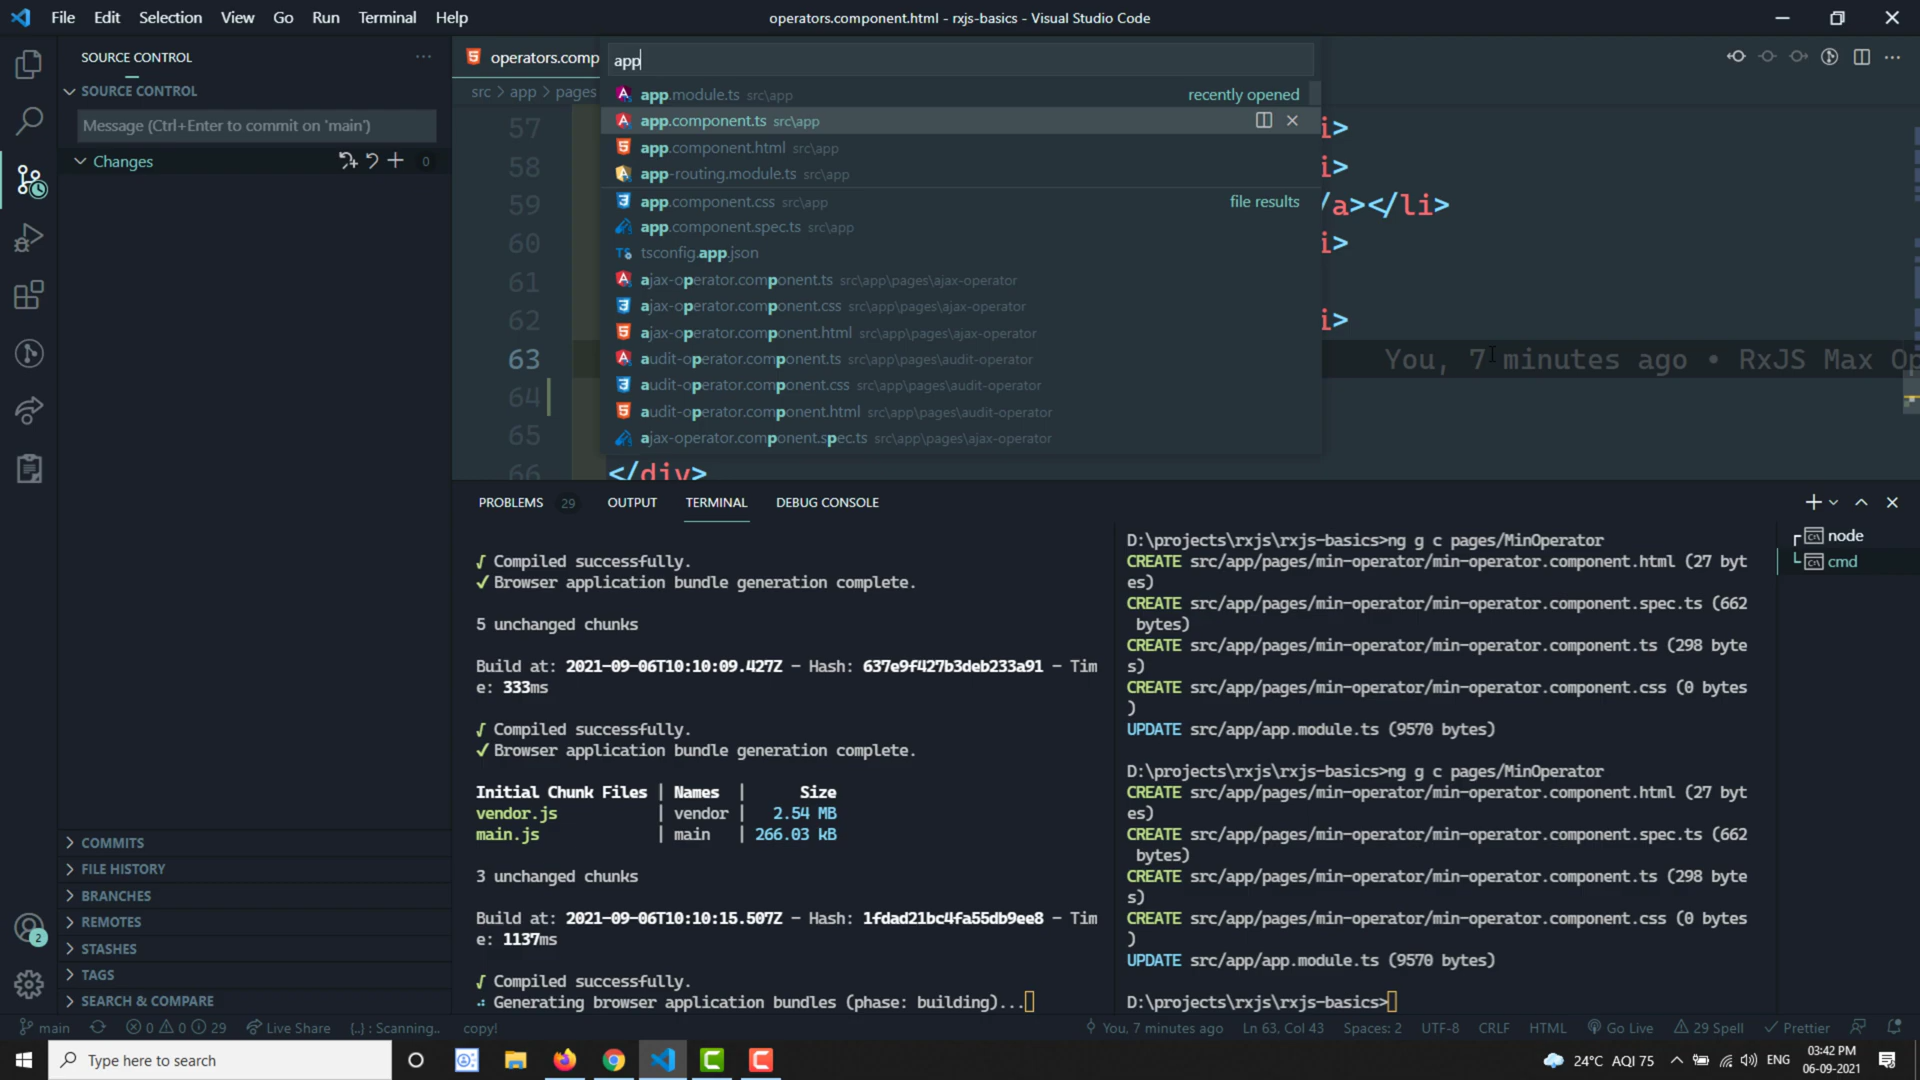 File Edit Selection View Go Run Terminal Help
operators.component.html - rxjs-basics - Visual Studio Code
SOURCE CONTROL
SOURCE CONTROL
Message (Ctrl+Enter to commit on 'main')
Changes 0
COMMITS
FILE HISTORY
BRANCHES
REMOTES
STASHES
TAGS
SEARCH & COMPARE
2
operators.comp
src > app > pages
app
app.module.ts src\app recently opened
app.component.ts src\app
app.component.html src\app
app-routing.module.ts src\app
app.component.css src\app file results
app.component.spec.ts src\app
tsconfig.app.json
ajax-operator.component.ts src\app\pages\ajax-operator
ajax-operator.component.css src\app\pages\ajax-operator
ajax-operator.component.html src\app\pages\ajax-operator
audit-operator.component.ts src\app\pages\audit-operator
audit-operator.component.css src\app\pages\audit-operator
audit-operator.component.html src\app\pages\audit-operator
ajax-operator.component.spec.ts src\app\pages\ajax-operator
57 i>
58 i>
59 /a></li>
60 i>
61
62 i>
63 You, 7 minutes ago • RxJS Max Op
64
65
66 </div>
PROBLEMS 29 OUTPUT TERMINAL DEBUG CONSOLE
√ Compiled successfully.
✓ Browser application bundle generation complete.
5 unchanged chunks
Build at: 2021-09-06T10:10:09.427Z - Hash: 637e9f427b3deb233a91 - Tim
e: 333ms
√ Compiled successfully.
✓ Browser application bundle generation complete.
Initial Chunk Files | Names | Size
vendor.js | vendor | 2.54 MB
main.js | main | 266.03 kB
3 unchanged chunks
Build at: 2021-09-06T10:10:15.507Z - Hash: 1fdad21bc4fa55db9ee8 - Tim
e: 1137ms
√ Compiled successfully.
Generating browser application bundles (phase: building)...
D:\projects\rxjs\rxjs-basics>ng g c pages/MinOperator
CREATE src/app/pages/min-operator/min-operator.component.html (27 byt
es)
CREATE src/app/pages/min-operator/min-operator.component.spec.ts (662
bytes)
CREATE src/app/pages/min-operator/min-operator.component.ts (298 byte
s)
CREATE src/app/pages/min-operator/min-operator.component.css (0 bytes
)
UPDATE src/app/app.module.ts (9570 bytes)
D:\projects\rxjs\rxjs-basics>ng g c pages/MinOperator
CREATE src/app/pages/min-operator/min-operator.component.html (27 byt
es)
CREATE src/app/pages/min-operator/min-operator.component.spec.ts (662
bytes)
CREATE src/app/pages/min-operator/min-operator.component.ts (298 byte
s)
CREATE src/app/pages/min-operator/min-operator.component.css (0 bytes
)
UPDATE src/app/app.module.ts (9570 bytes)
D:\projects\rxjs\rxjs-basics>
node
cmd
main 0 0 29 Live Share {..} : Scanning.. copy! You, 7 minutes ago Ln 63, Col 43 Spaces: 2 UTF-8 CRLF HTML Go Live 29 Spell Prettier
Type here to search
24°C AQI 75 ENG 03:42 PM
06-09-2021